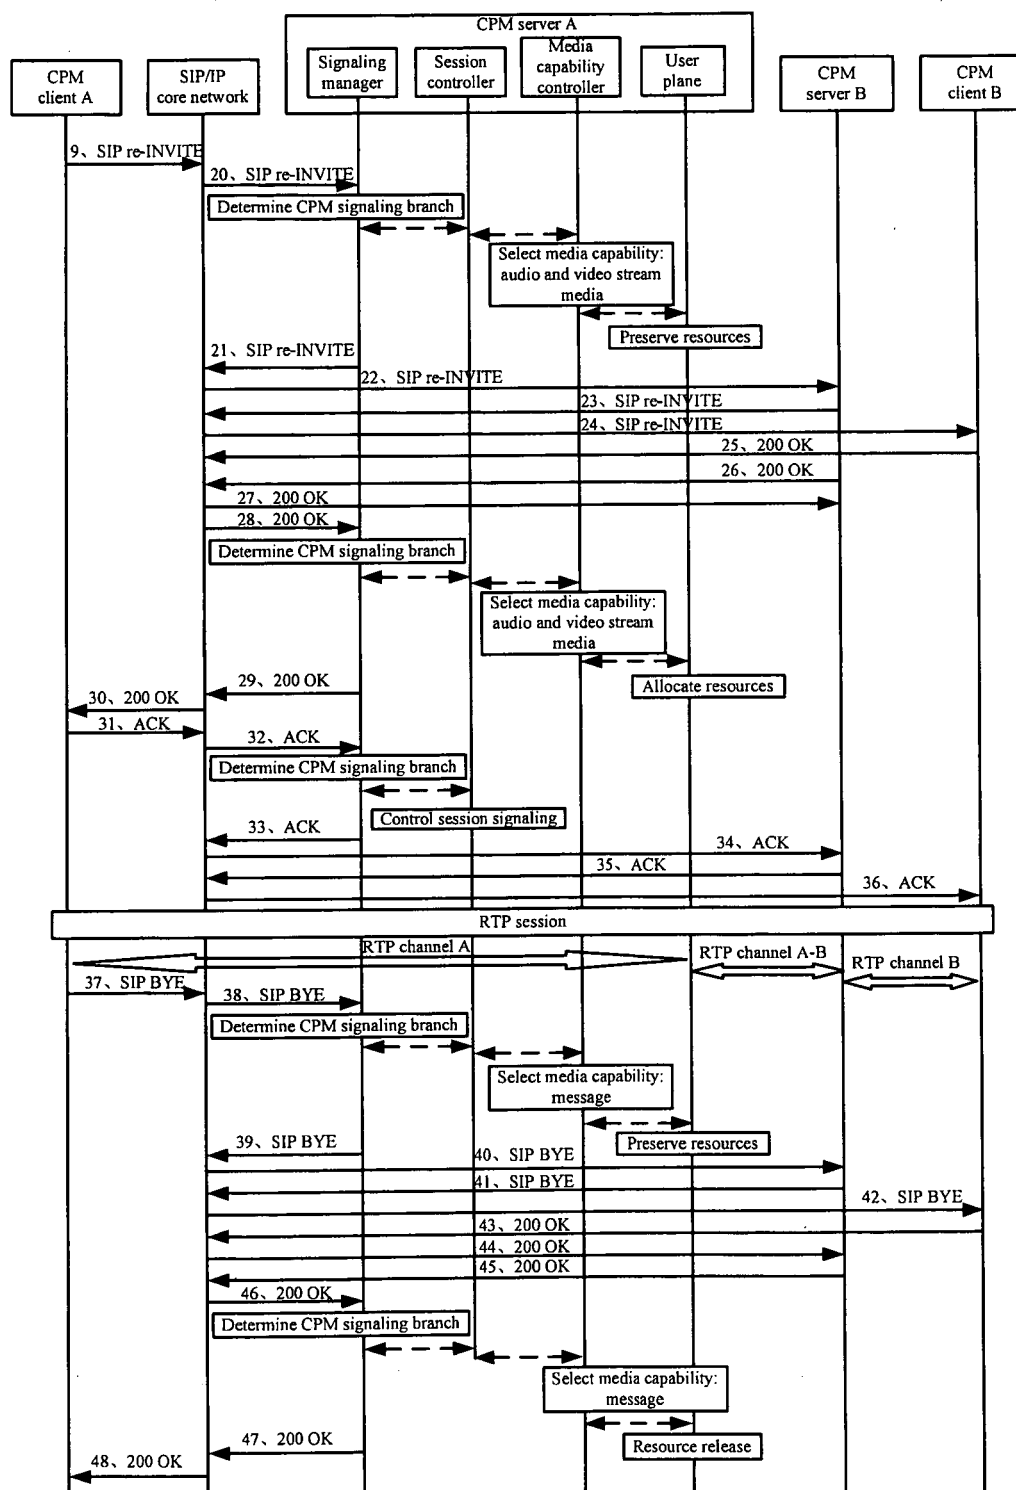 CPM server A
CPM
client A
SIP/IP
core network
Signaling
manager
Session
controller
Media
capability
controller
User
plane
CPM
server B
CPM
client B
9、SIP re-INVITE
20、SIP re-INVITE
Determine CPM signaling branch
Select media capability:
audio and video stream
media
Preserve resources
21、SIP re-INVITE
22、SIP re-INVITE
23、SIP re-INVITE
24、SIP re-INVITE
25、200 OK
26、200 OK
27、200 OK
28、200 OK
Determine CPM signaling branch
Select media capability:
audio and video stream
media
Allocate resources
29、200 OK
30、200 OK
31、ACK
32、ACK
Determine CPM signaling branch
Control session signaling
33、ACK
34、ACK
35、ACK
36、ACK
RTP session
RTP channel A
RTP channel A-B
RTP channel B
37、SIP BYE
38、SIP BYE
Determine CPM signaling branch
Select media capability:
message
Preserve resources
39、SIP BYE
40、SIP BYE
41、SIP BYE
42、SIP BYE
43、200 OK
44、200 OK
45、200 OK
46、200 OK
Determine CPM signaling branch
Select media capability:
message
Resource release
47、200 OK
48、200 OK